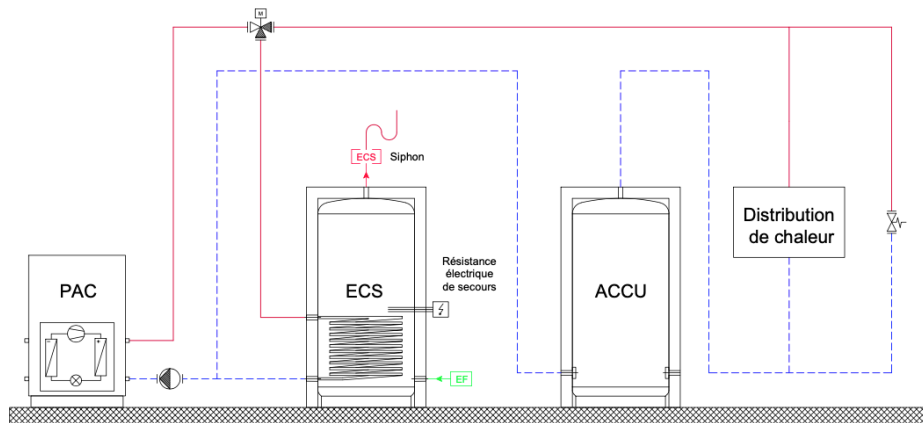 M
ECS
Siphon
Résistance
électrique
de secours
Distribution
de chaleur
PAC
ECS
ACCU
EF